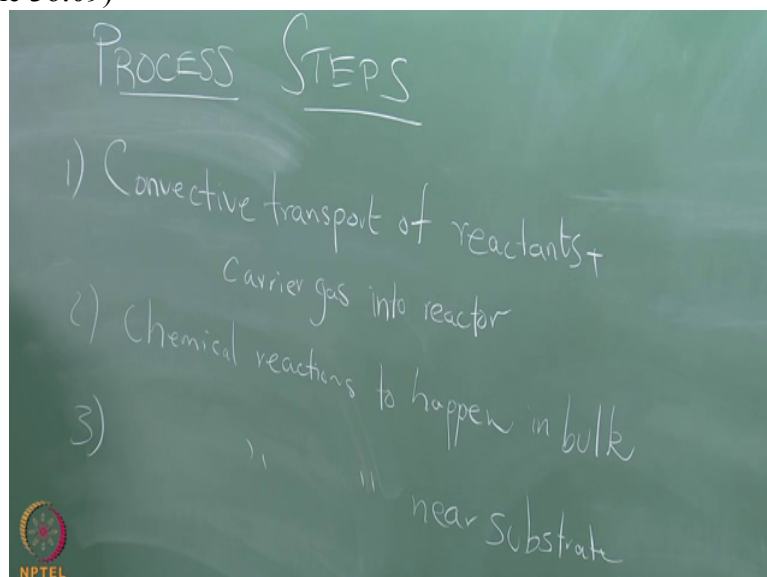 PROCESS STEPS
1) Convective transport of reactants +
carrier gas into reactor
2) Chemical reactions to happen in bulk
3) " " near substrate
NPTEL